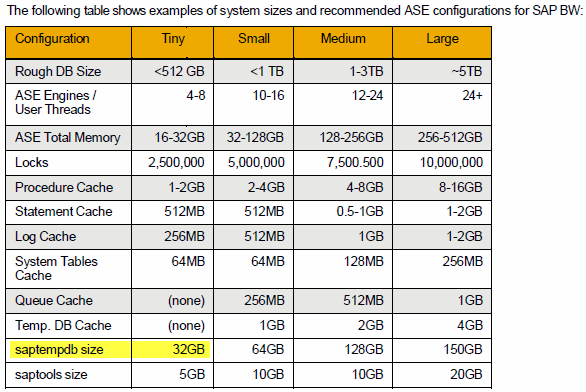 The following table shows examples of system sizes and recommended ASE configurations for SAP BW:
Configuration Tiny Small Medium Large
Rough DB Size <512 GB <1 TB 1-3TB ~5TB
ASE Engines / 4-8 10-16 12-24 24+
User Threads
ASE Total Memory 16-32GB 32-128GB 128-256GB 256-512GB
Locks 2,500,000 5,000,000 7,500.500 10,000,000
Procedure Cache 1-2GB 2-4GB 4-8GB 8-16GB
Statement Cache 512MB 512MB 0.5-1GB 1-2GB
Log Cache 256MB 512MB 1GB 1-2GB
System Tables 64MB 64MB 128MB 256MB
Cache
Queue Cache (none) 256MB 512MB 1GB
Temp. DB Cache (none) 1GB 2GB 4GB
saptempdb size 32GB 64GB 128GB 150GB
saptools size 5GB 10GB 10GB 20GB